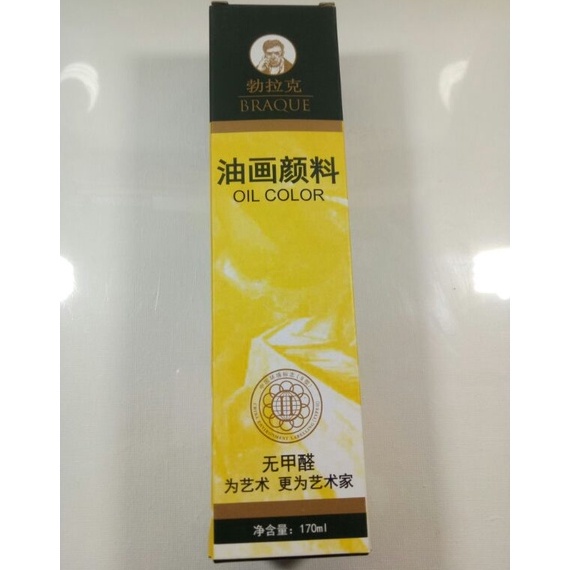 勃拉克
BRAQUE
油画颜料
OIL COLOR
无甲醛
为艺术 更为艺术家
净含量：170ml